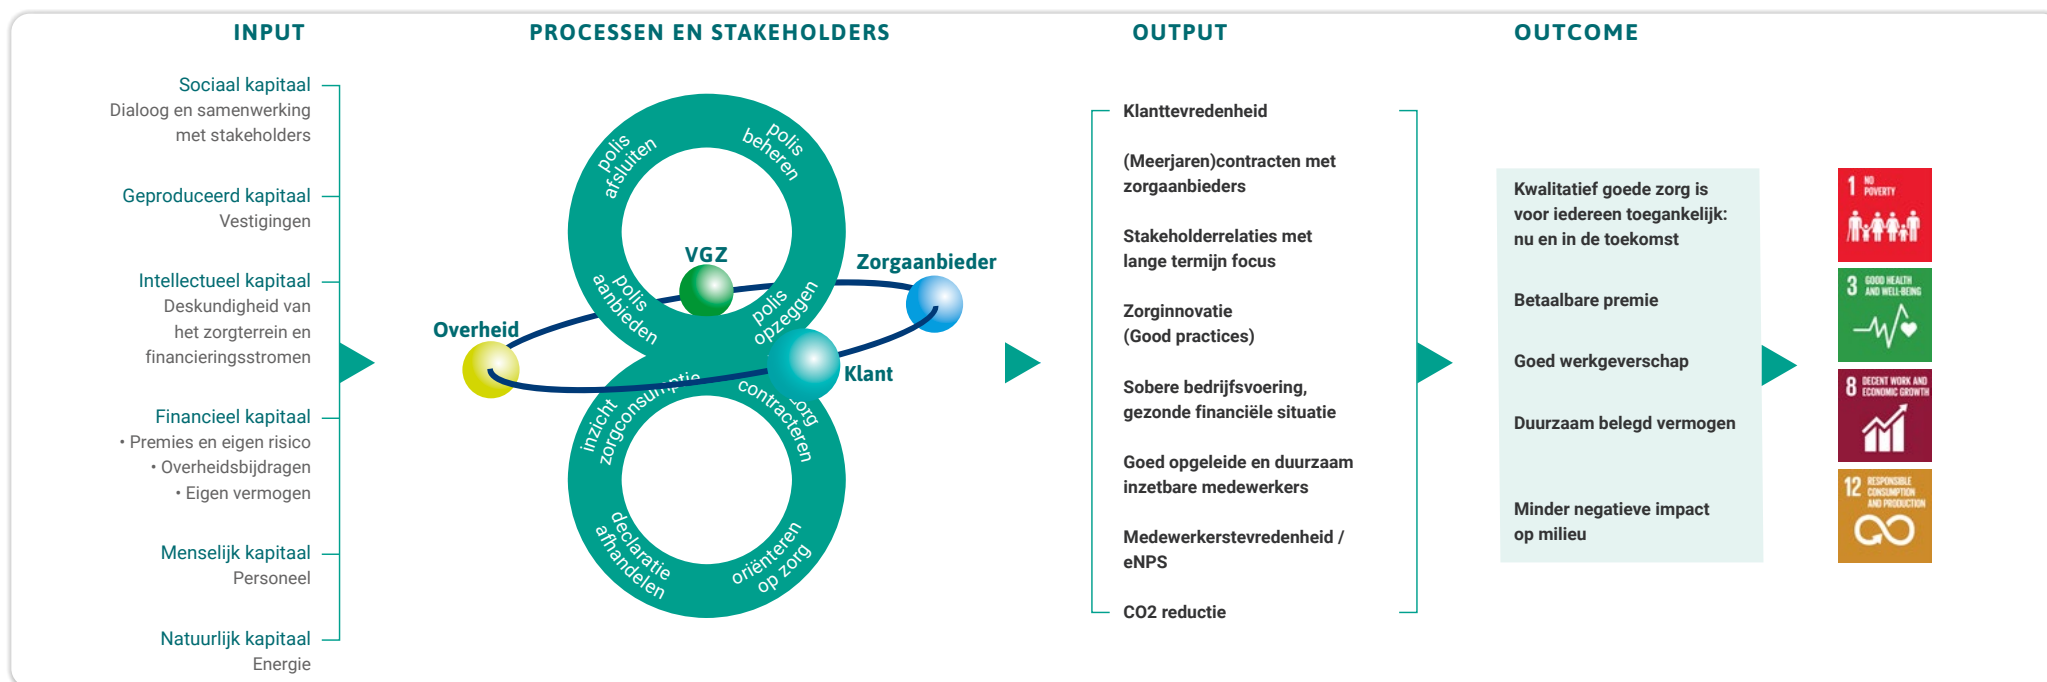 INPUT
Sociaal kapitaal
Dialoog en samenwerking
met stakeholders
Geproduceerd kapitaal
Vestigingen
Intellectueel kapitaal
Deskundigheid van
het zorgterrein en
financieringsstromen
Financieel kapitaal
• Premies en eigen risico
• Overheidsbijdragen
• Eigen vermogen
Menselijk kapitaal
Personeel
Natuurlijk kapitaal
Energie
PROCESSEN EN STAKEHOLDERS
polis
afsluiten
polis
beheren
polis
aanbieden
polis
opzeggen
VGZ
Zorgaanbieder
Overheid
Klant
inzicht
zorgconsumptie
zorg
contracteren
declaratie
afhandelen
oriënteren
op zorg
OUTPUT
Klanttevredenheid
(Meerjaren)contracten met
zorgaanbieders
Stakeholderrelaties met
lange termijn focus
Zorginnovatie
(Good practices)
Sobere bedrijfsvoering,
gezonde financiële situatie
Goed opgeleide en duurzaam
inzetbare medewerkers
Medewerkerstevredenheid /
eNPS
CO2 reductie
OUTCOME
Kwalitatief goede zorg is
voor iedereen toegankelijk:
nu en in de toekomst
Betaalbare premie
Goed werkgeverschap
Duurzaam belegd vermogen
Minder negatieve impact
op milieu
1 NO
POVERTY
3 GOOD HEALTH
AND WELL-BEING
8 DECENT WORK AND
ECONOMIC GROWTH
12 RESPONSIBLE
CONSUMPTION
AND PRODUCTION